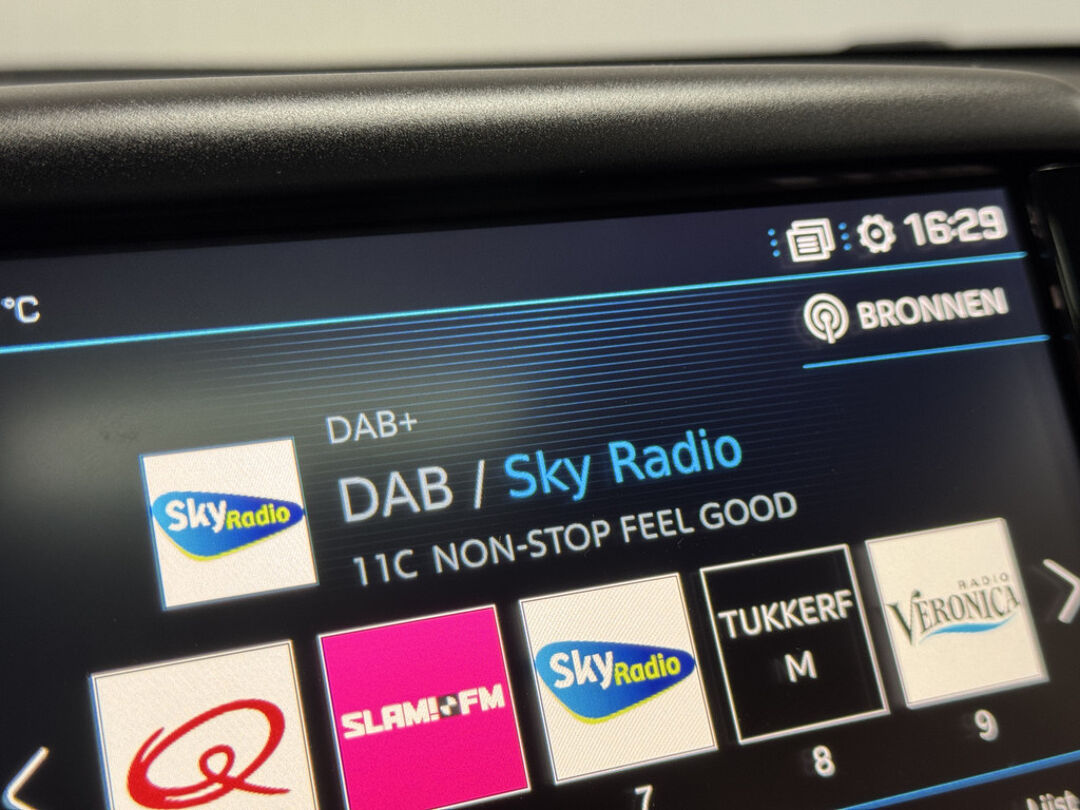 16:29
°C
BRONNEN
DAB+
DAB / Sky Radio
11C NON-STOP FEEL GOOD
Sky Radio
SLAM! FM
Sky Radio
TUKKERF
M
RADIO
VERONICA
7
8
9